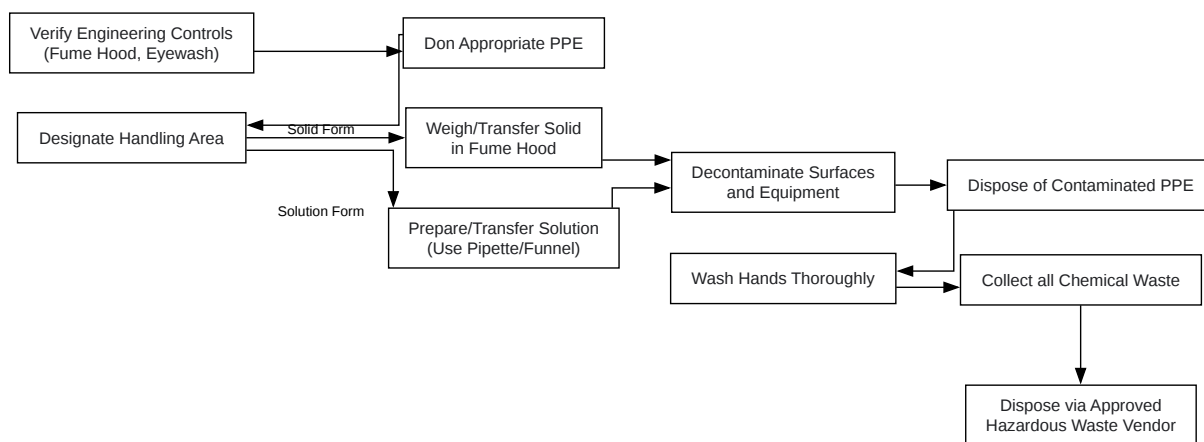 Verify Engineering Controls
(Fume Hood, Eyewash)
Don Appropriate PPE
Designate Handling Area
Solid Form
Weigh/Transfer Solid
in Fume Hood
Solution Form
Prepare/Transfer Solution
(Use Pipette/Funnel)
Decontaminate Surfaces
and Equipment
Dispose of Contaminated PPE
Wash Hands Thoroughly
Collect all Chemical Waste
Dispose via Approved
Hazardous Waste Vendor